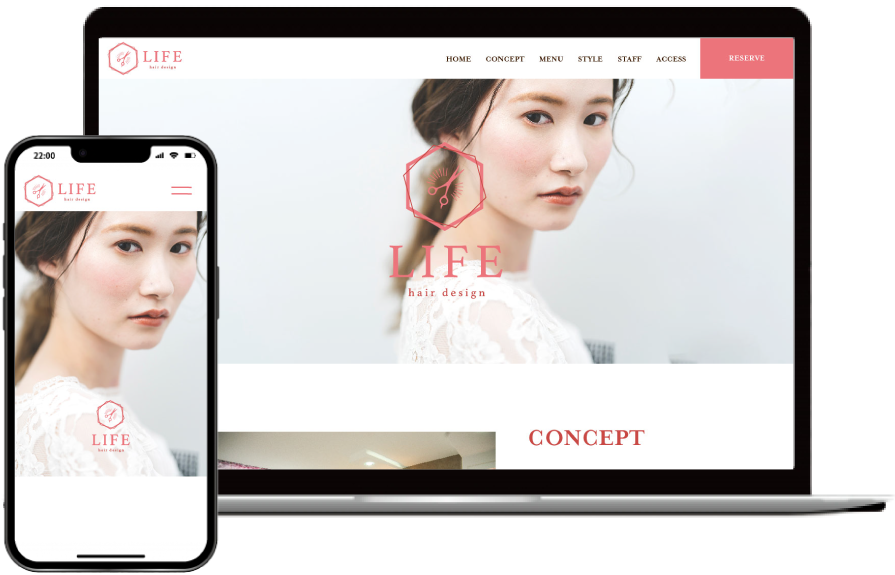 LIFE
hair design
HOME CONCEPT MENU STYLE STAFF ACCESS RESERVE
LIFE
hair design
CONCEPT
22:00
LIFE
hair design
LIFE
hair design